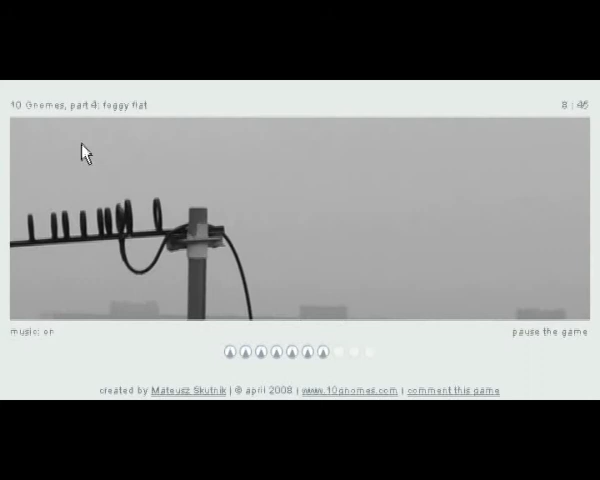 10 Gnomes, part 4: foggy flat
8 : 46
music: on
pause the game
created by Mateusz Skutnik | © april 2008 | www.10gnomes.com | comment this game